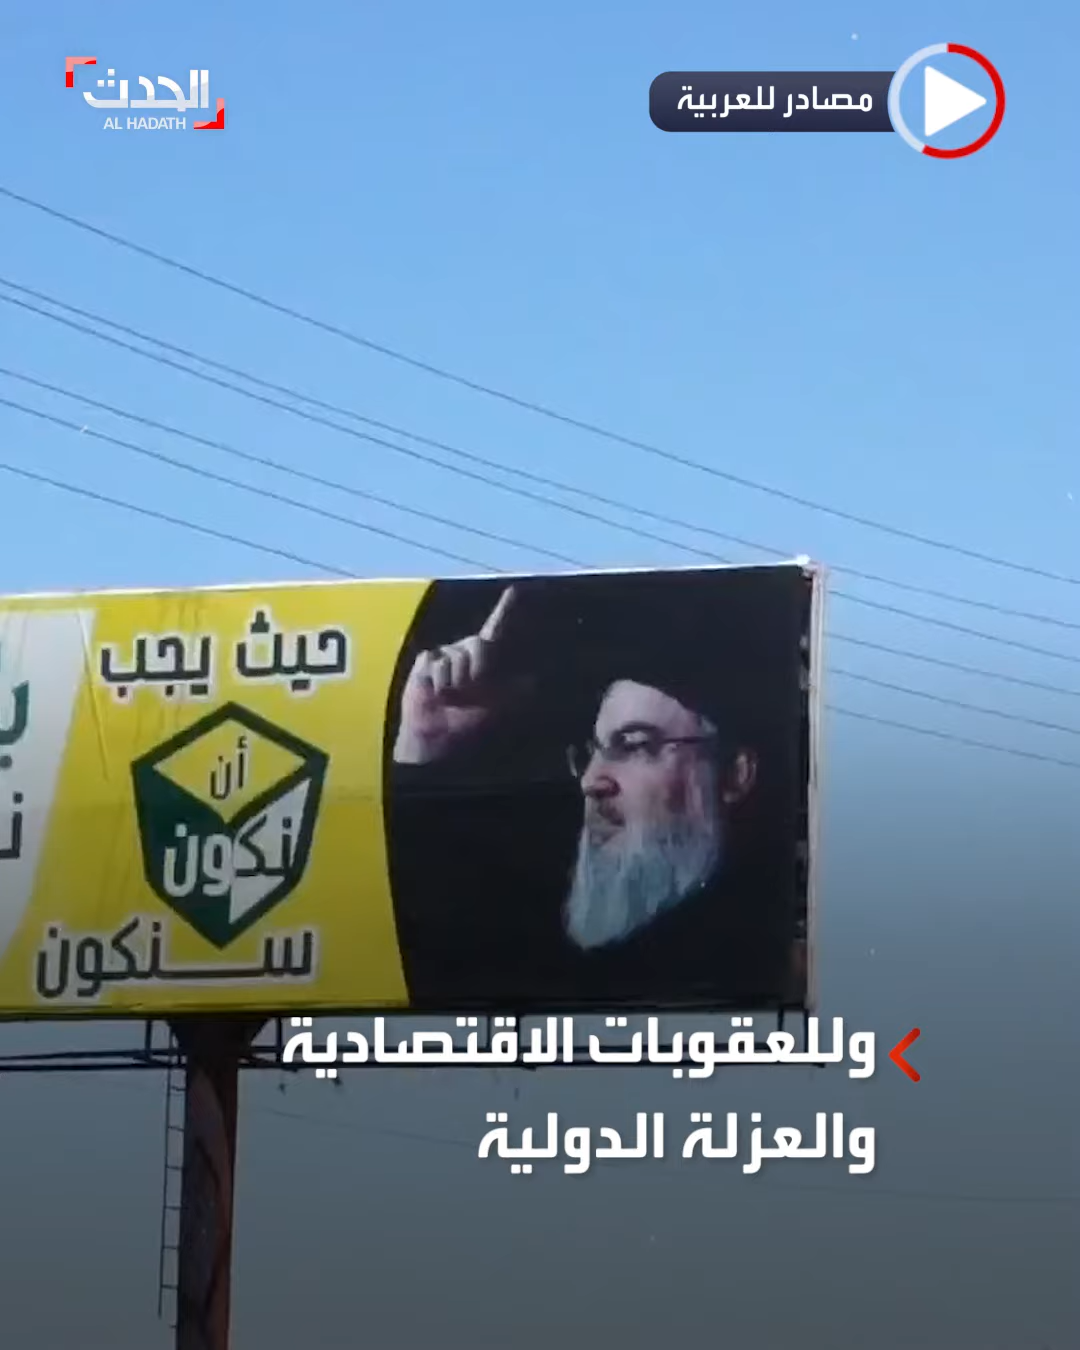 الحدث
AL HADATH
مصادر للعربية
حيث يجب
أن
نكون
سنكون
وللعقوبات الاقتصادية
والعزلة الدولية